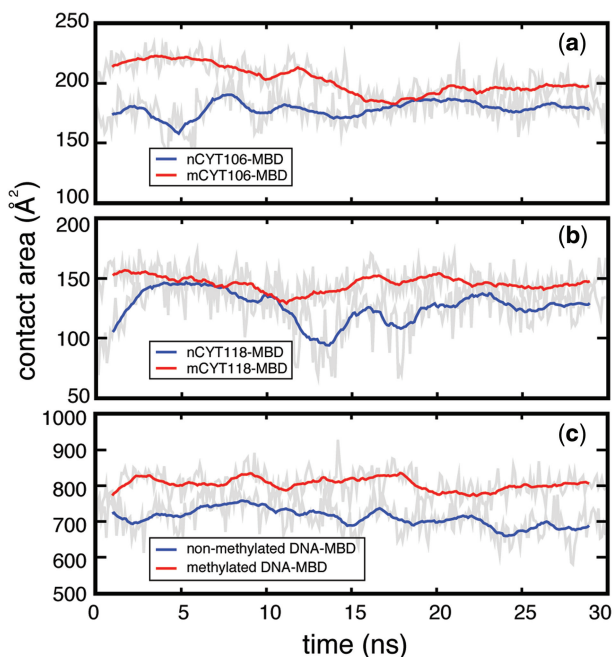 250
(a)
200
150
nCYT106-MBD
mCYT106-MBD
100
200
(b)
150
100
nCYT118-MBD
mCYT118-MBD
50
1000
(c)
900
800
700
600
non-methylated DNA-MBD
methylated DNA-MBD
500
0 5 10 15 20 25 30
time (ns)
contact area (Å²)